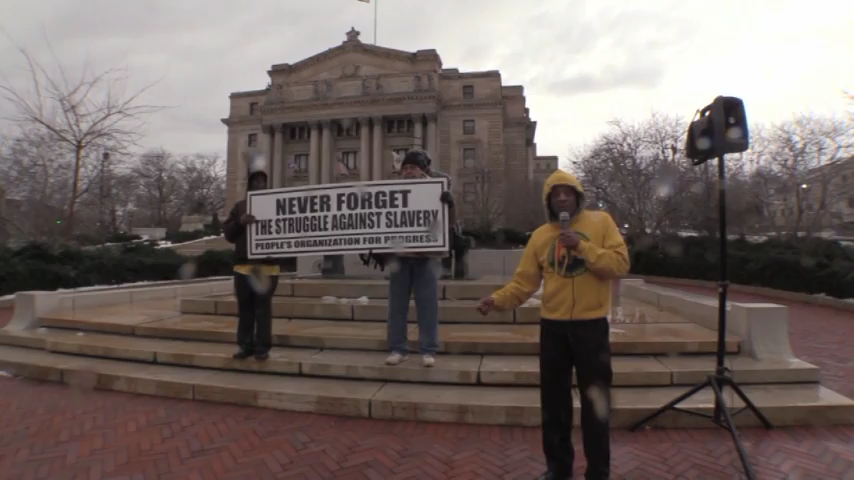 NEVER FORGET
THE STRUGGLE AGAINST SLAVERY
PEOPLE'S ORGANIZATION FOR PROGRESS